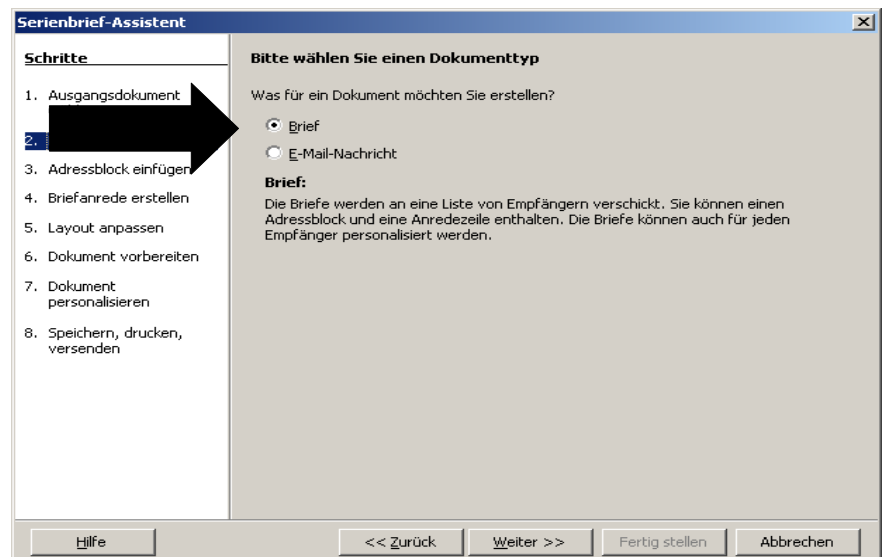 Serienbrief-Assistent
Schritte
1. Ausgangsdokument
2.
3. Adressblock einfügen
4. Briefanrede erstellen
5. Layout anpassen
6. Dokument vorbereiten
7. Dokument
personalisieren
8. Speichern, drucken,
versenden
Bitte wählen Sie einen Dokumenttyp
Was für ein Dokument möchten Sie erstellen?
Brief
E-Mail-Nachricht
Brief:
Die Briefe werden an eine Liste von Empfängern verschickt. Sie können einen
Adressblock und eine Anredezeile enthalten. Die Briefe können auch für jeden
Empfänger personalisiert werden.
Hilfe
<< Zurück
Weiter >>
Fertig stellen
Abbrechen